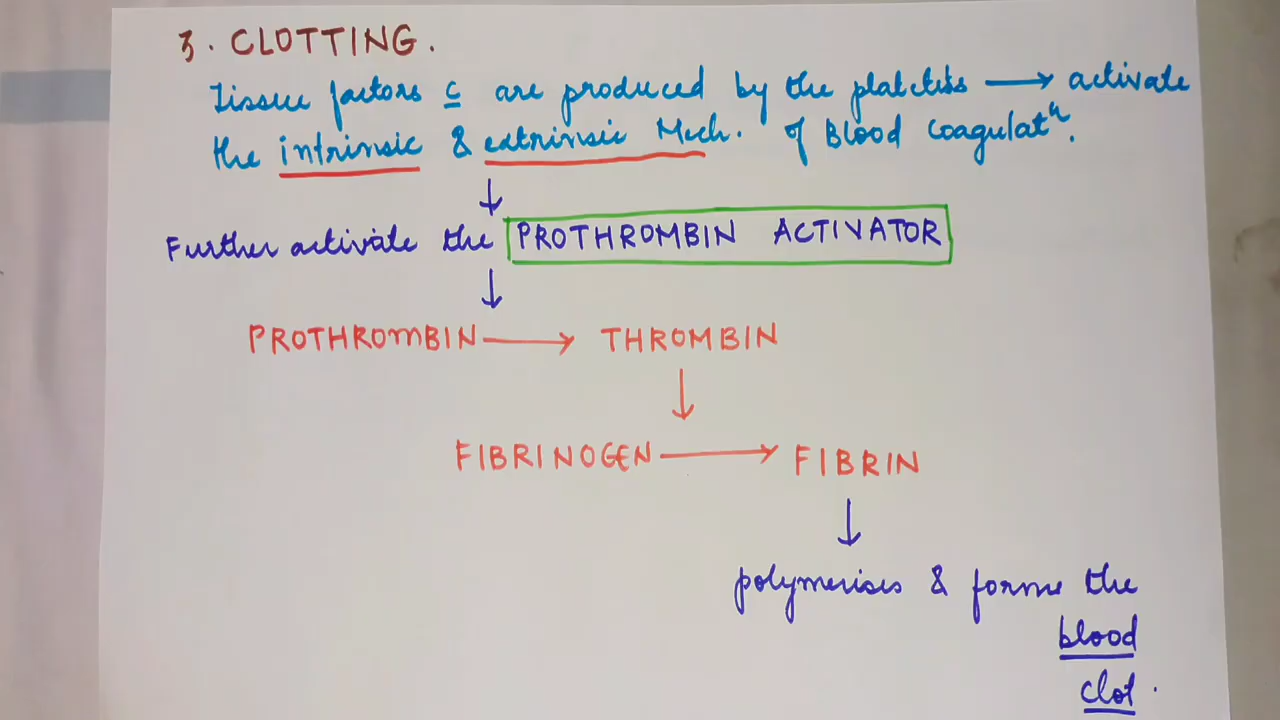 3. CLOTTING.
Tissue factors c are produced by the platelets → activate
the intrinsic & extrinsic Mech. of Blood Coagulatⁿ.
↓
Further activate the PROTHROMBIN ACTIVATOR
↓
PROTHROMBIN → THROMBIN
↓
FIBRINOGEN → FIBRIN
↓
polymerises & forms the
blood
clot.